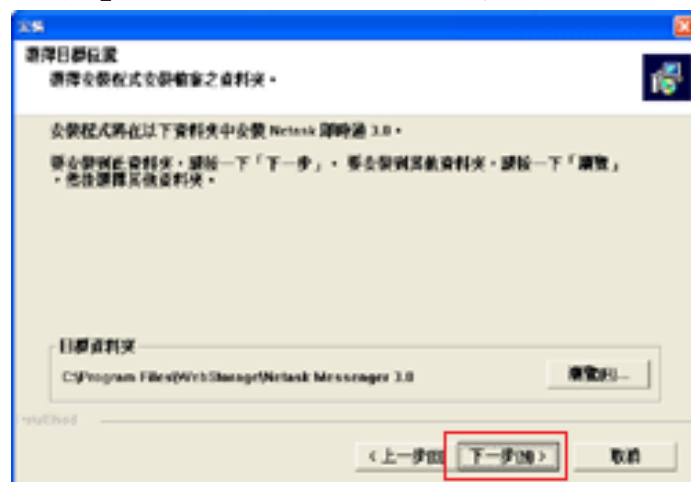 安裝
選擇目標位置
選擇安裝程式安裝檔案之資料夾。
安裝程式將在以下資料夾中安裝 Netask 即時通 3.0。
要安裝到此資料夾，請按一下「下一步」。 要安裝到其他資料夾，請按一下「瀏覽」
，然後選擇其他資料夾。
目標資料夾
C:\Program Files\WebStorage\Netask Messenger 3.0
瀏覽(R)...
InstallShield
< 上一步(B)
下一步(N) >
取消